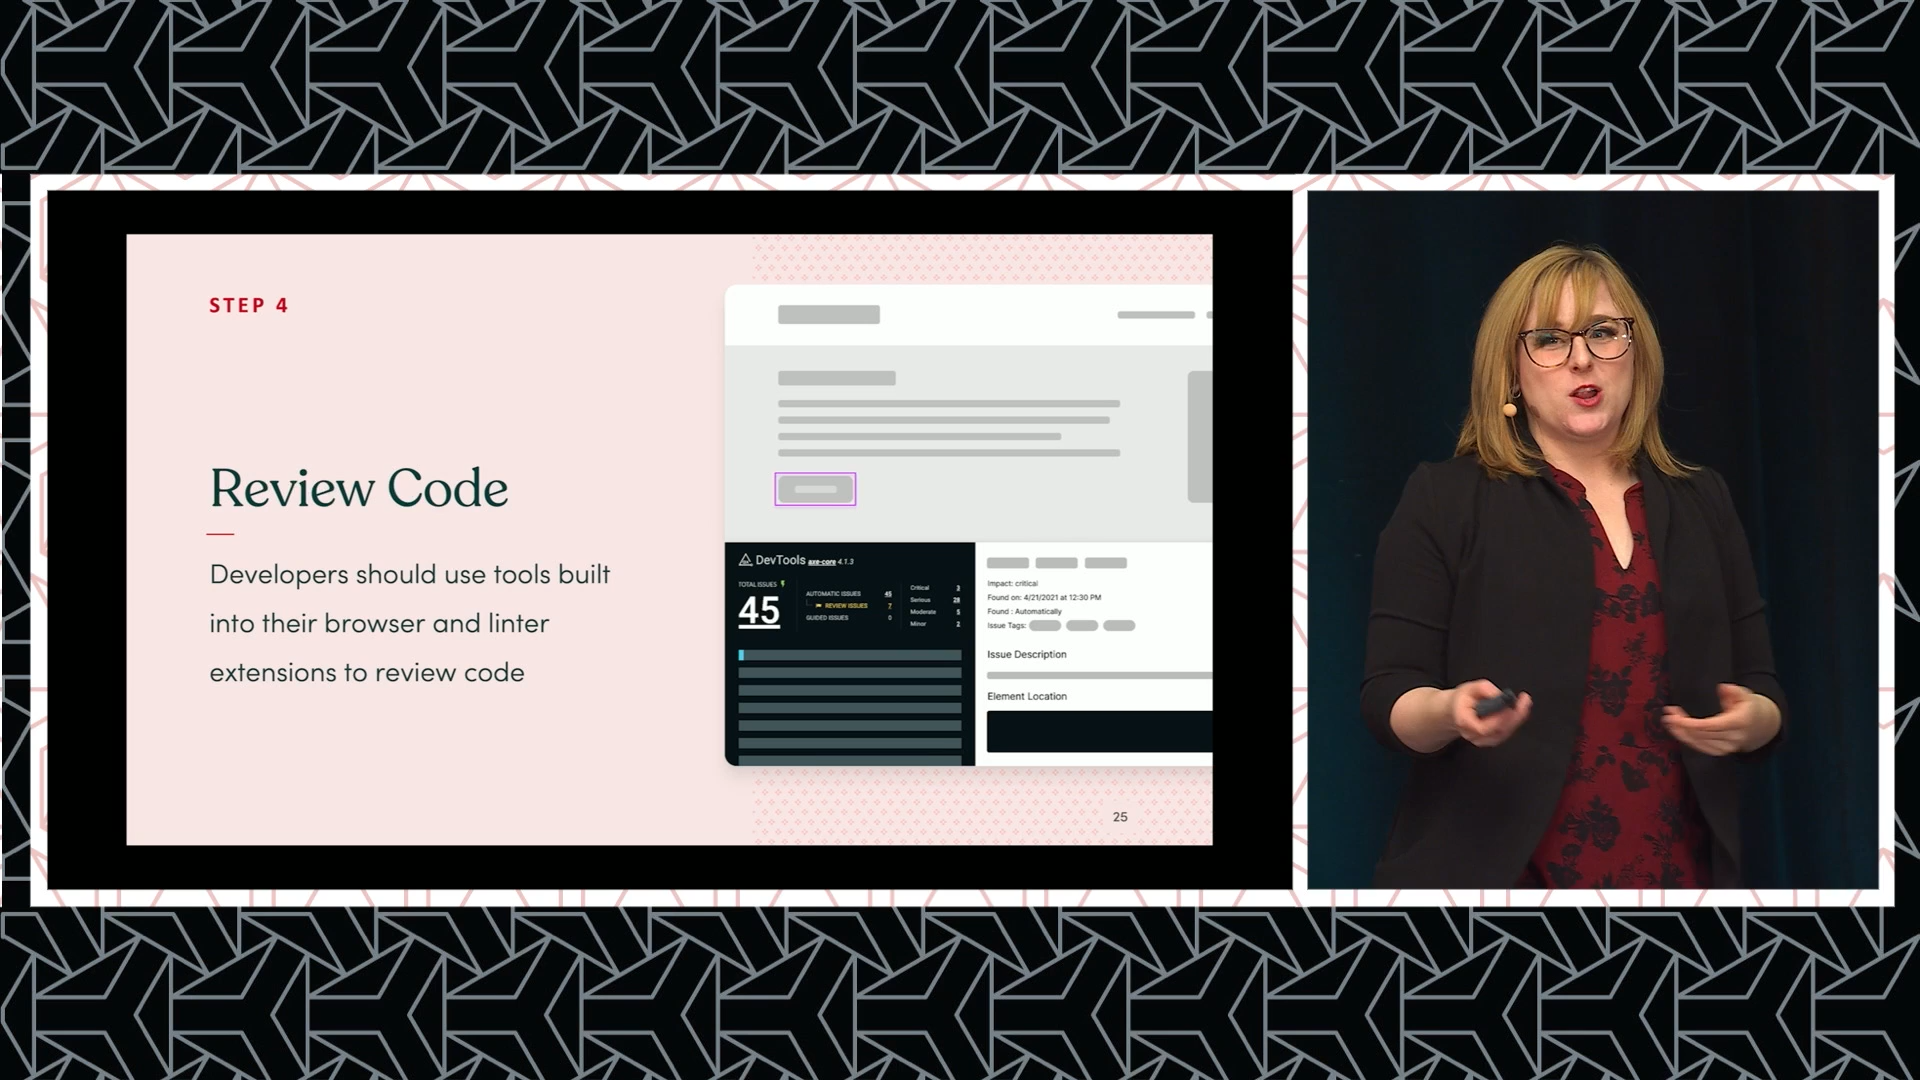 STEP 4
Review Code
Developers should use tools built
into their browser and linter
extensions to review code
DevTools axe-core 4.1.3
TOTAL ISSUES
45
AUTOMATIC ISSUES 45
REVIEW ISSUES 7
GUIDED ISSUES 0
Critical 3
Serious 28
Moderate 5
Minor 2
Impact: critical
Found on: 4/21/2021 at 12:30 PM
Found : Automatically
Issue Tags:
Issue Description
Element Location
25